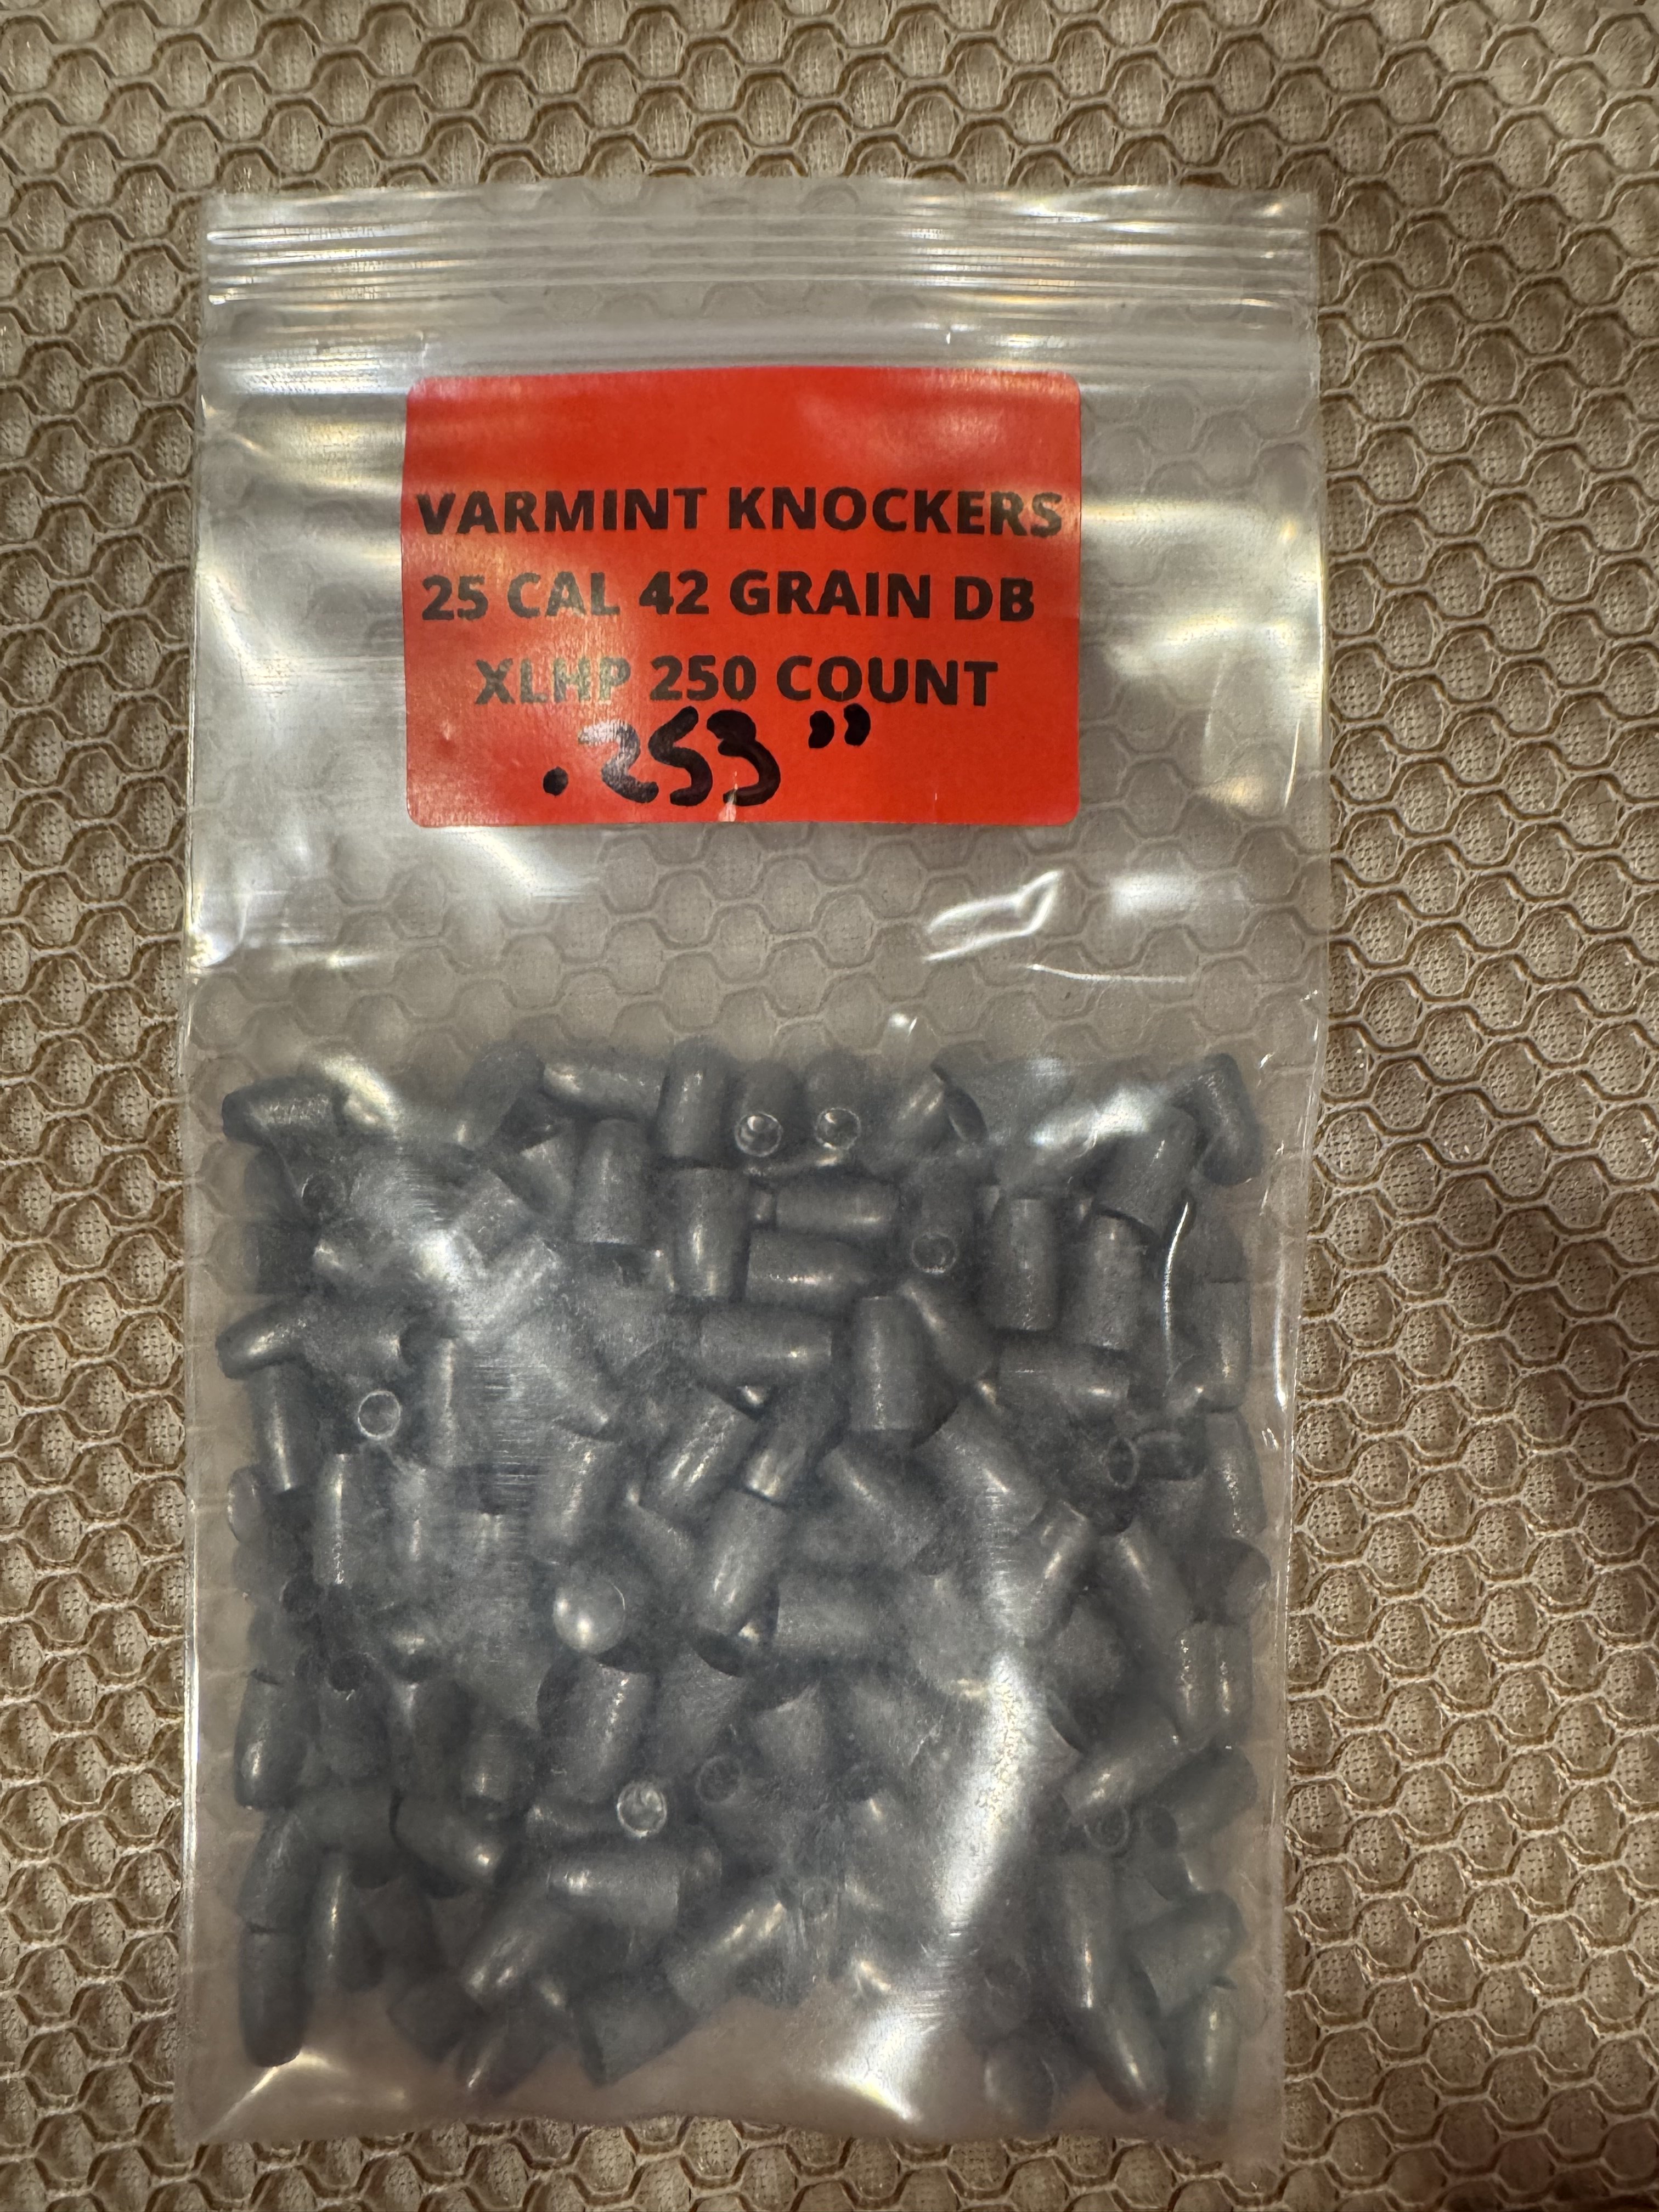 VARMINT KNOCKERS
25 CAL 42 GRAIN DB
XLHP 250 COUNT
.253"